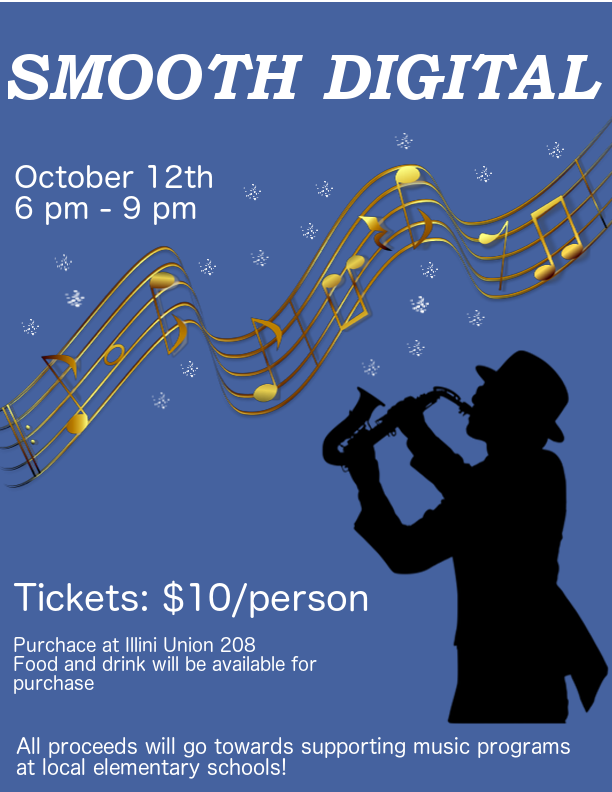 SMOOTH DIGITAL
October 12th
6 pm - 9 pm
Tickets: $10/person
Purchace at Illini Union 208
Food and drink will be available for
purchase
All proceeds will go towards supporting music programs
at local elementary schools!